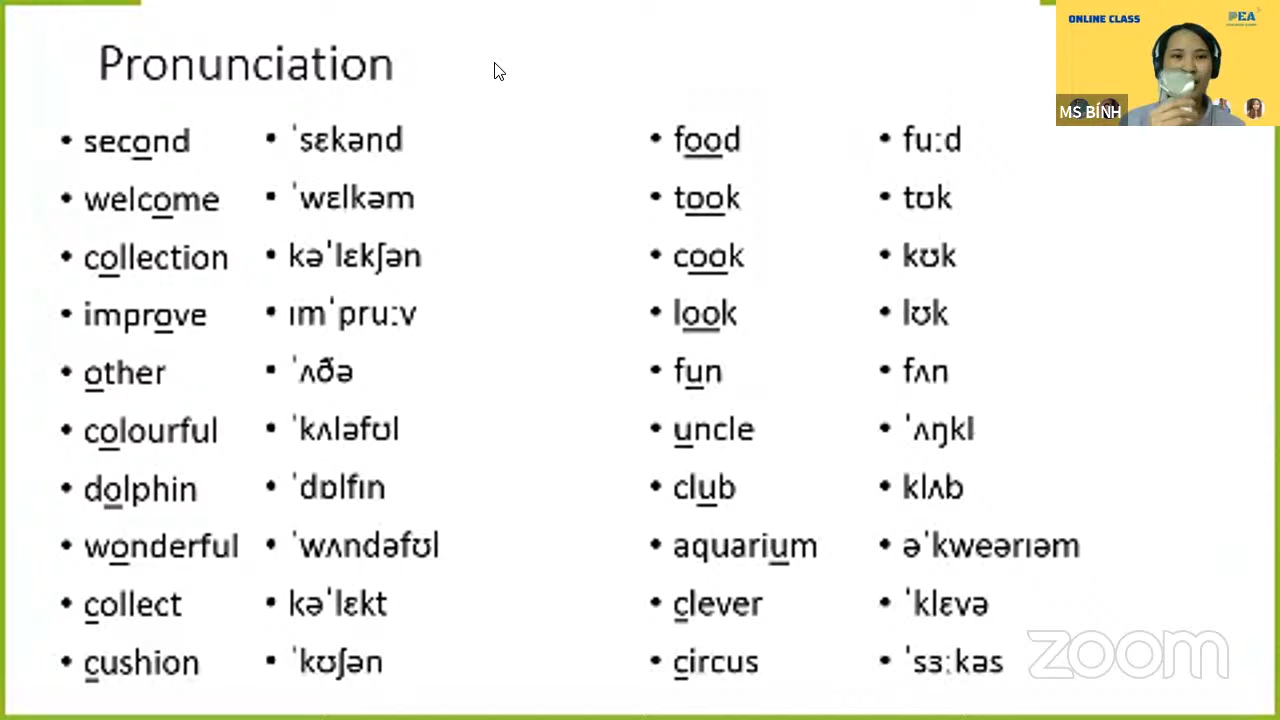 Pronunciation
ONLINE CLASS
PEA
MS BÍNH
• second • ˈsɛkənd
• welcome • ˈwɛlkəm
• collection • kəˈlɛkʃən
• improve • ɪmˈpruːv
• other • ˈʌðə
• colourful • ˈkʌləfʊl
• dolphin • ˈdɒlfɪn
• wonderful • ˈwʌndəfʊl
• collect • kəˈlɛkt
• cushion • ˈkʊʃən
• food • fuːd
• took • tʊk
• cook • kʊk
• look • lʊk
• fun • fʌn
• uncle • ˈʌŋkl
• club • klʌb
• aquarium • əˈkweərɪəm
• clever • ˈklɛvə
• circus • ˈsɜːkəs
zoom